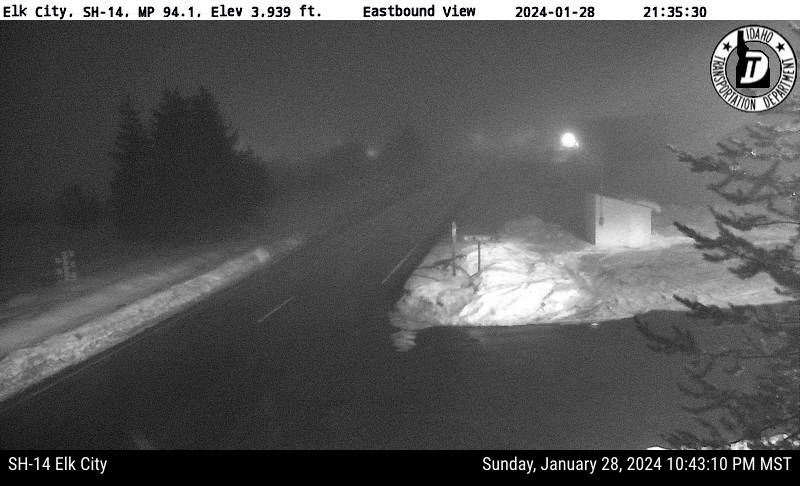 Elk City, SH-14, MP 94.1, Elev 3,939 ft. Eastbound View 2024-01-28 21:35:30
IDAHO
TRANSPORTATION DEPARTMENT
SH-14 Elk City Sunday, January 28, 2024 10:43:10 PM MST